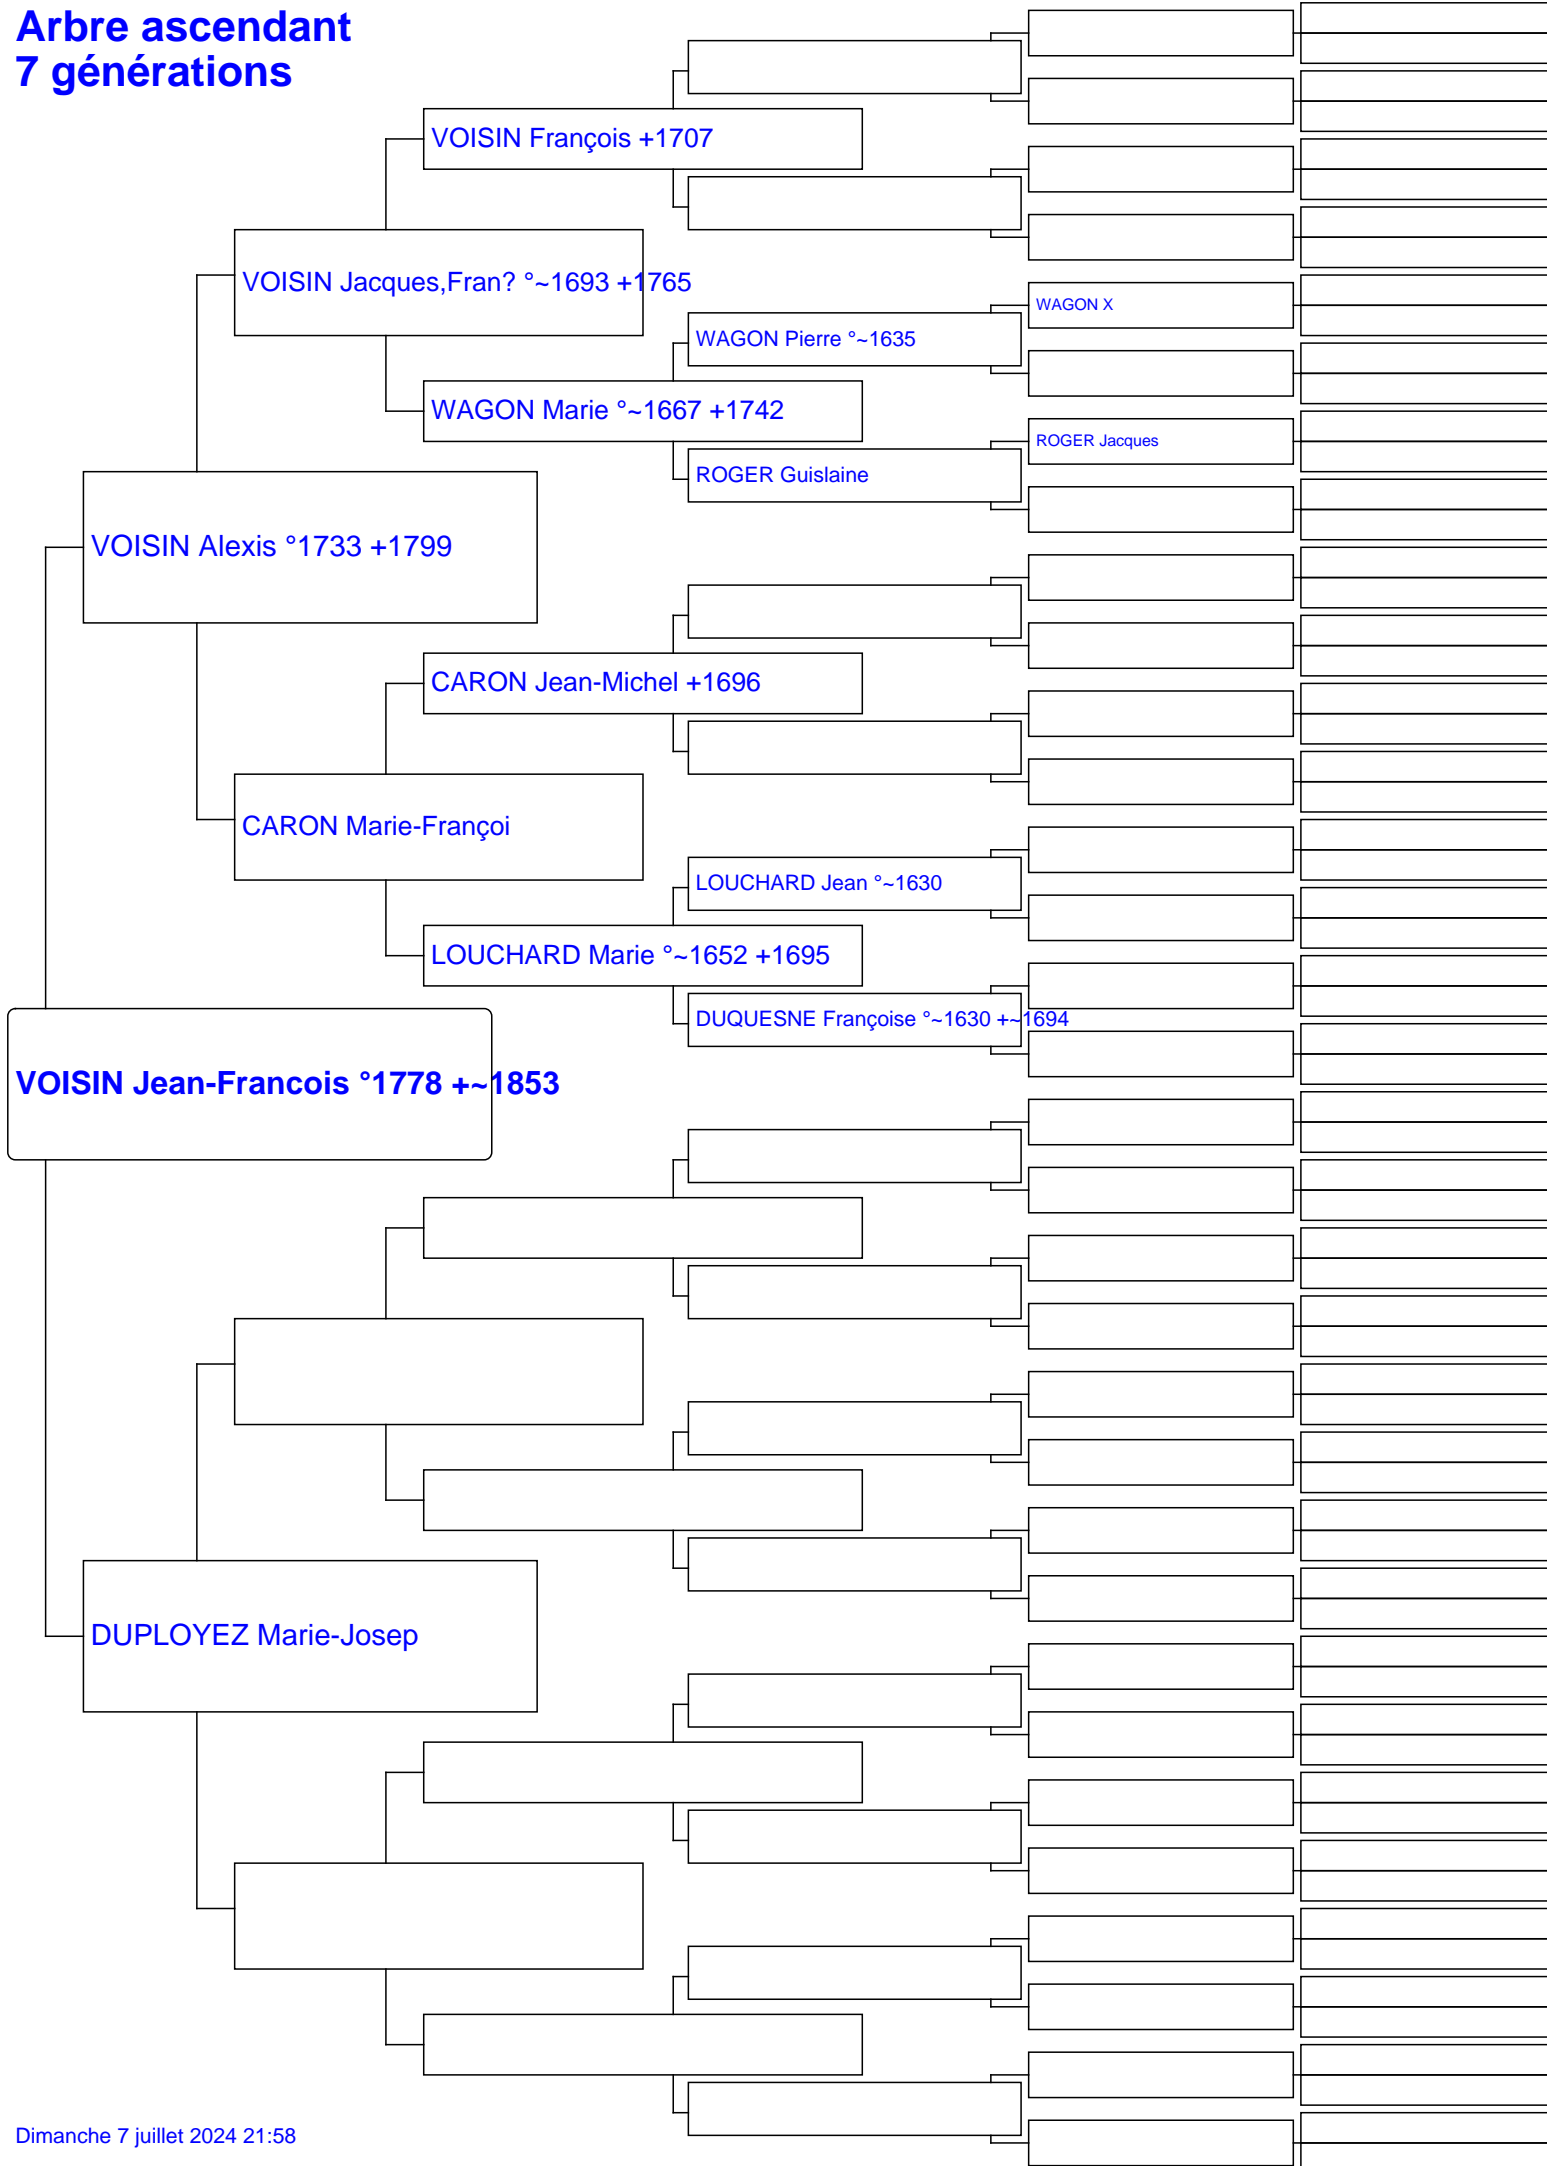 Arbre ascendant
7 générations
VOISIN François +1707
VOISIN Jacques,Fran? °~1693 +1765
WAGON X
WAGON Pierre °~1635
WAGON Marie °~1667 +1742
ROGER Jacques
ROGER Guislaine
VOISIN Alexis °1733 +1799
CARON Jean-Michel +1696
CARON Marie-Françoi
LOUCHARD Jean °~1630
LOUCHARD Marie °~1652 +1695
DUQUESNE Françoise °~1630 +~1694
VOISIN Jean-Francois °1778 +~1853
DUPLOYEZ Marie-Josep
Dimanche 7 juillet 2024 21:58